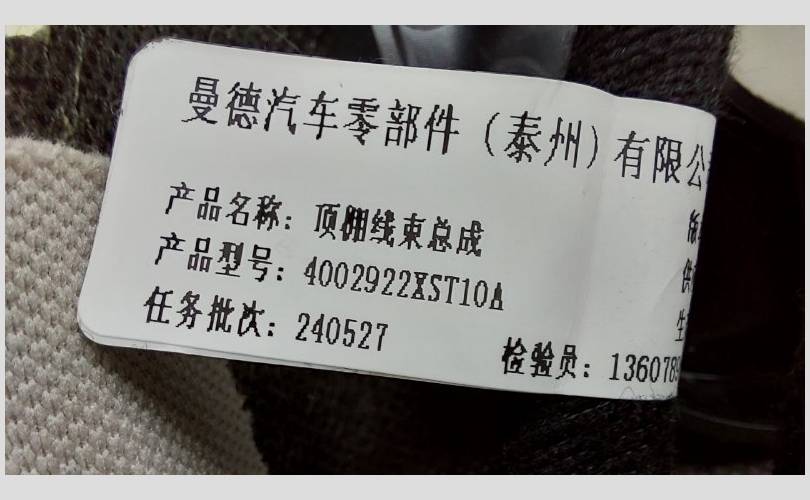 曼德汽车零部件（泰州）有限公
产品名称：顶棚线束总成
产品型号：4002922XST10A
任务批次：240527
检验员：1360789